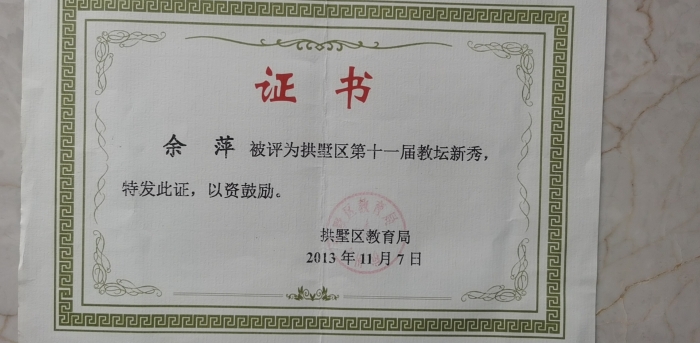 证书
余萍 被评为拱墅区第十一届教坛新秀，
特发此证，以资鼓励。
拱墅区教育局
2013年11月7日